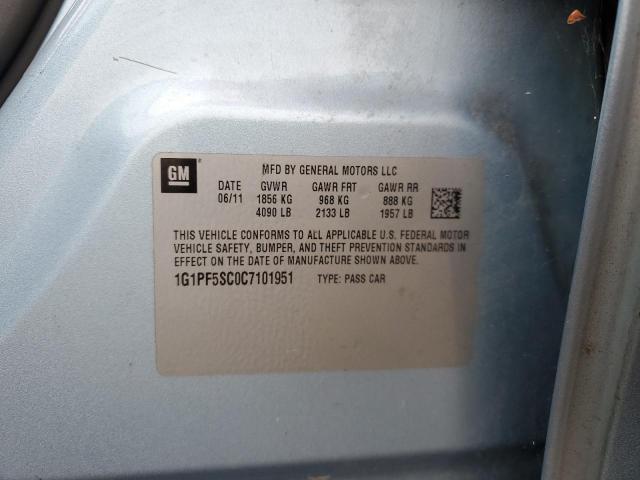 GM
MFD BY GENERAL MOTORS LLC
DATE GVWR GAWR FRT GAWR RR
06/11 1856 KG 968 KG 888 KG
4090 LB 2133 LB 1957 LB
THIS VEHICLE CONFORMS TO ALL APPLICABLE U.S. FEDERAL MOTOR
VEHICLE SAFETY, BUMPER, AND THEFT PREVENTION STANDARDS IN
EFFECT ON THE DATE OF MANUFACTURE SHOWN ABOVE.
1G1PF5SC0C7101951 TYPE: PASS CAR